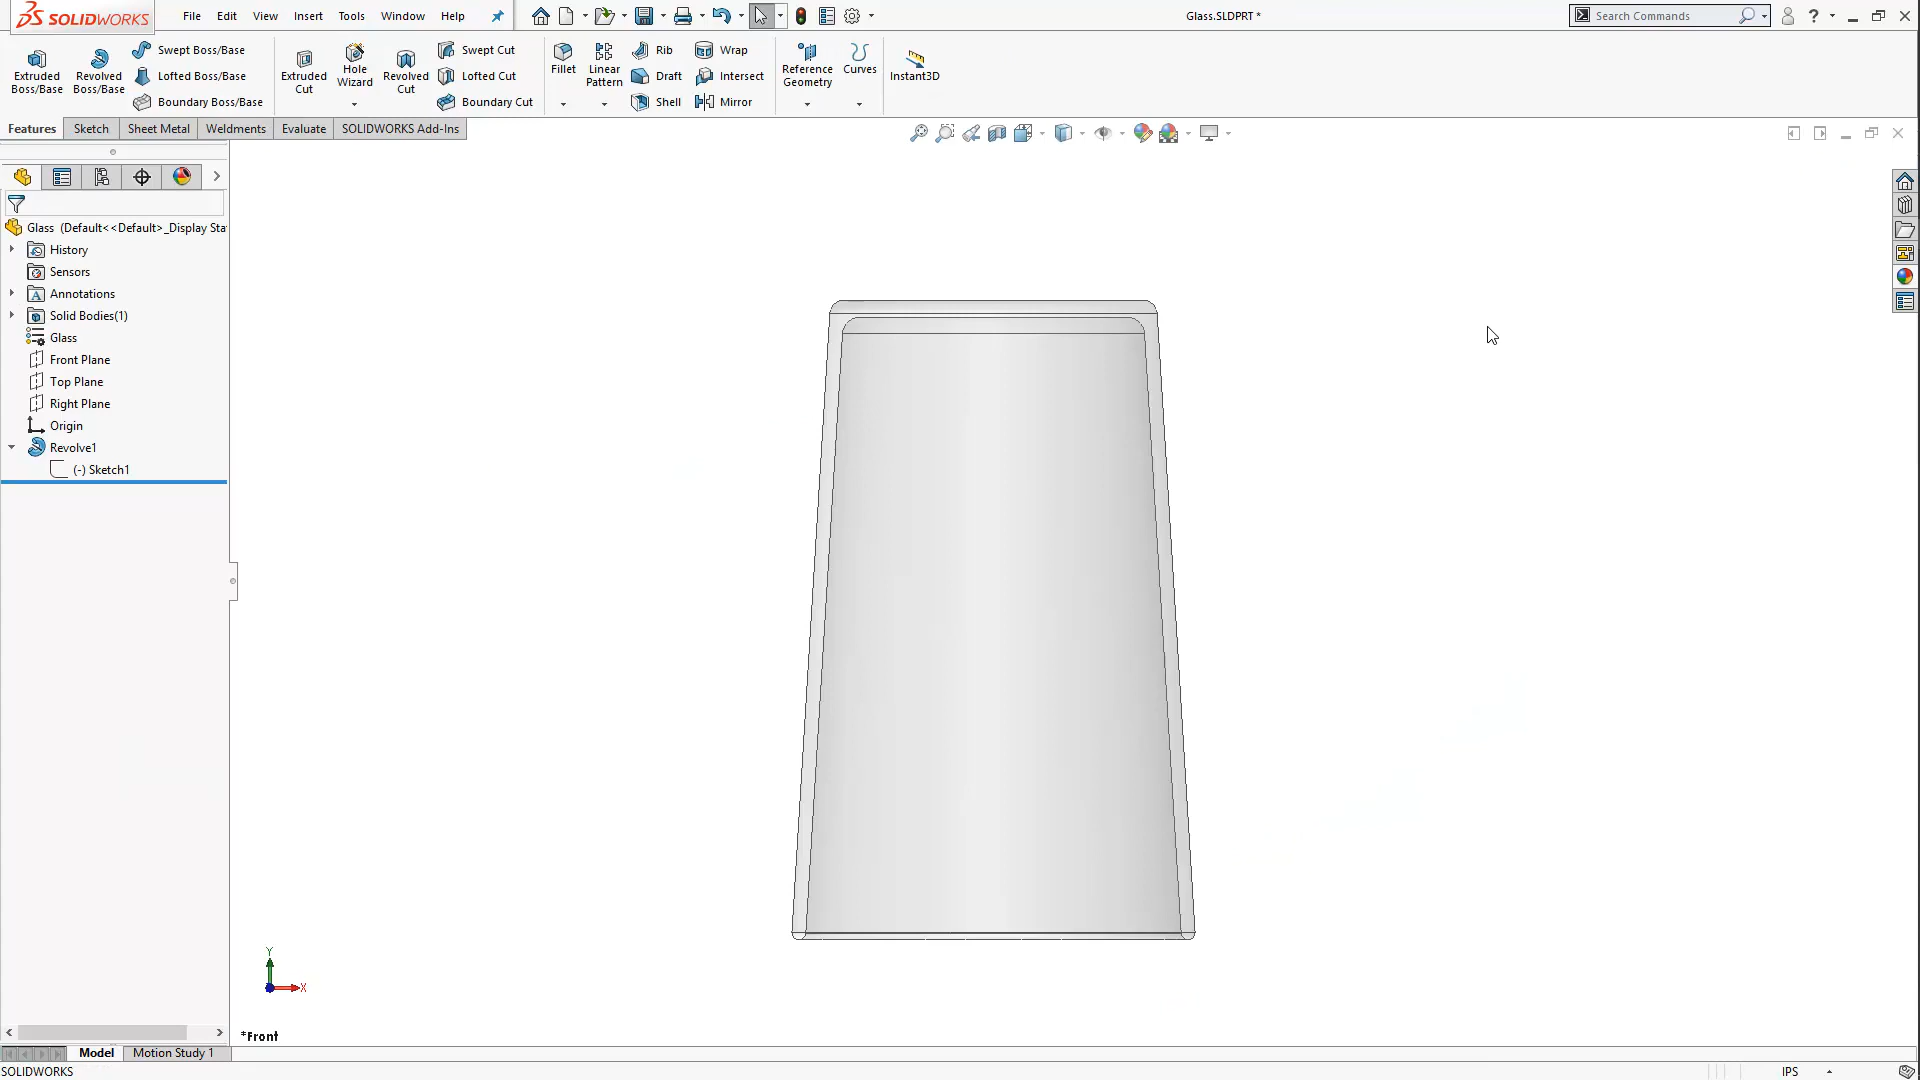 SOLIDWORKS
File Edit View Insert Tools Window Help
Glass.SLDPRT *
Search Commands
Extruded Boss/Base
Revolved Boss/Base
Swept Boss/Base
Lofted Boss/Base
Boundary Boss/Base
Extruded Cut
Hole Wizard
Revolved Cut
Swept Cut
Lofted Cut
Boundary Cut
Fillet
Linear Pattern
Rib
Draft
Shell
Wrap
Intersect
Mirror
Reference Geometry
Curves
Instant3D
Features Sketch Sheet Metal Weldments Evaluate SOLIDWORKS Add-Ins
Glass (Default<<Default>_Display Sta
History
Sensors
Annotations
Solid Bodies(1)
Glass
Front Plane
Top Plane
Right Plane
Origin
Revolve1
(-) Sketch1
Y
X
*Front
Model Motion Study 1
SOLIDWORKS
IPS